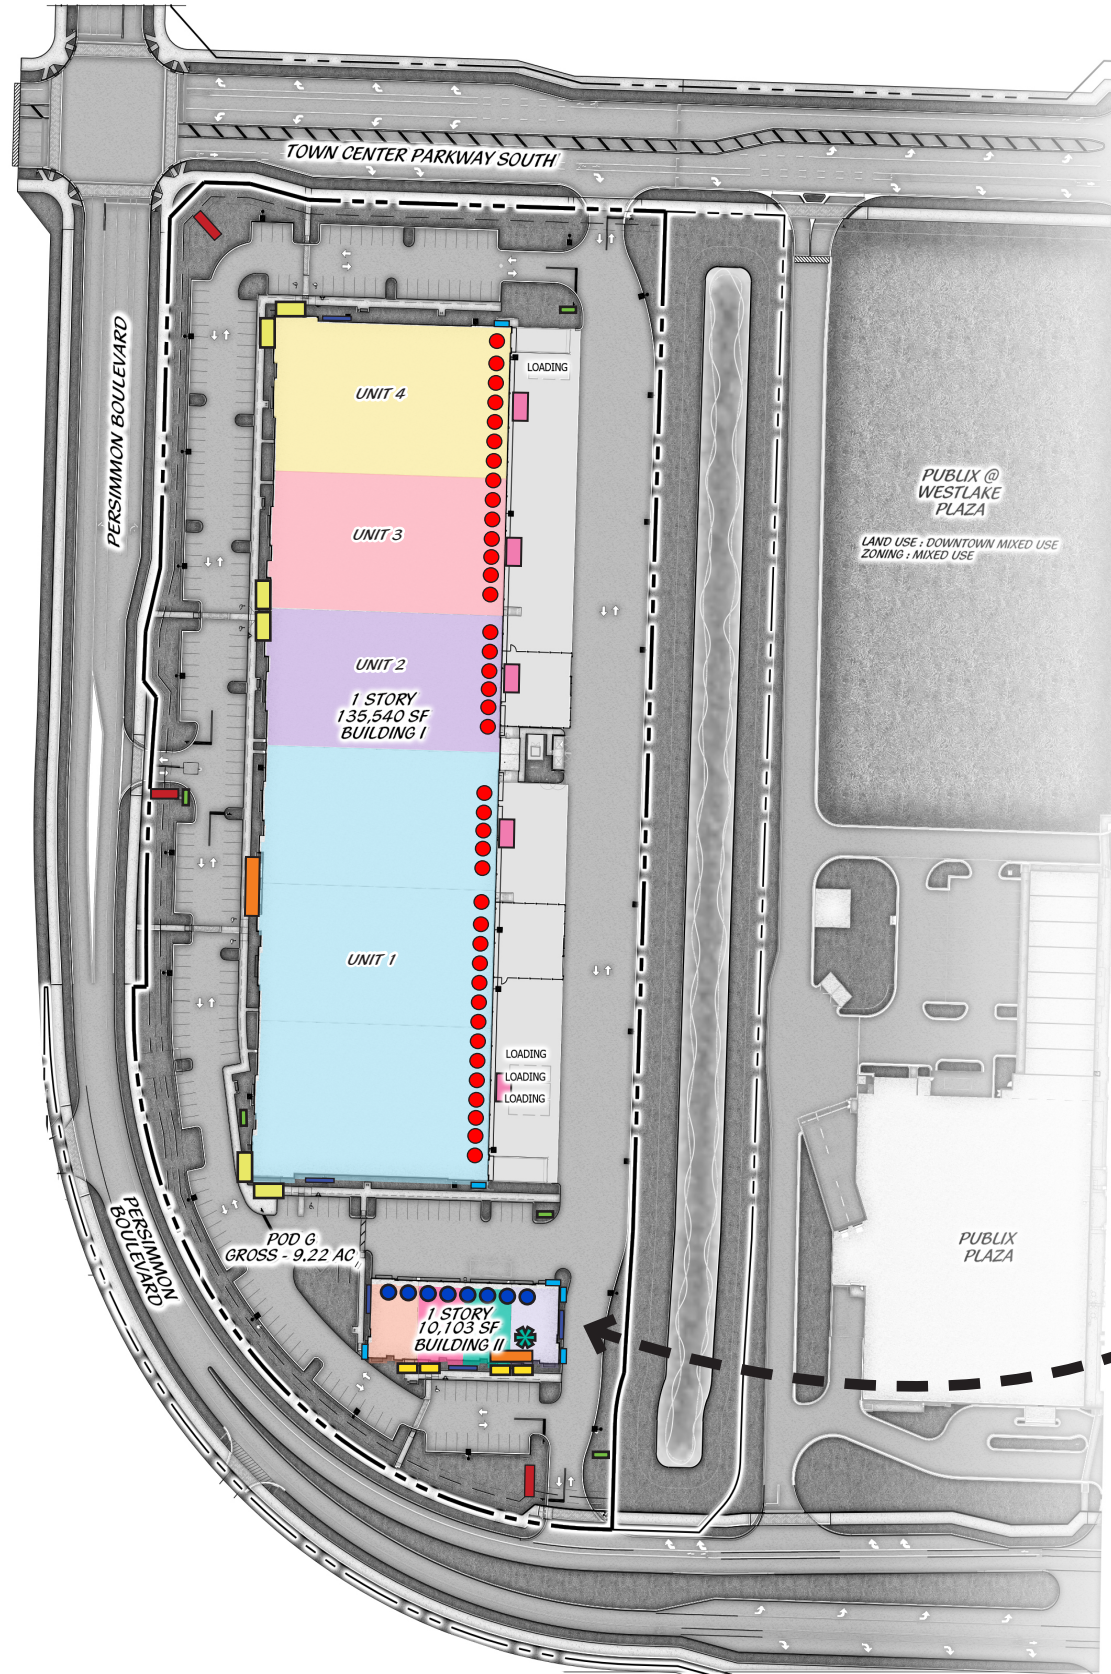 TOWN CENTER PARKWAY SOUTH
PERSIMMON BOULEVARD
LOADING
UNIT 4
PUBLIX @
WESTLAKE
PLAZA
LAND USE : DOWNTOWN MIXED USE
ZONING : MIXED USE
UNIT 3
UNIT 2
1 STORY
135,540 SF
BUILDING I
UNIT 1
LOADING
LOADING
LOADING
PERSIMMON
BOULEVARD
POD G
GROSS - 9.22 AC
PUBLIX
PLAZA
1 STORY
10,103 SF
BUILDING II